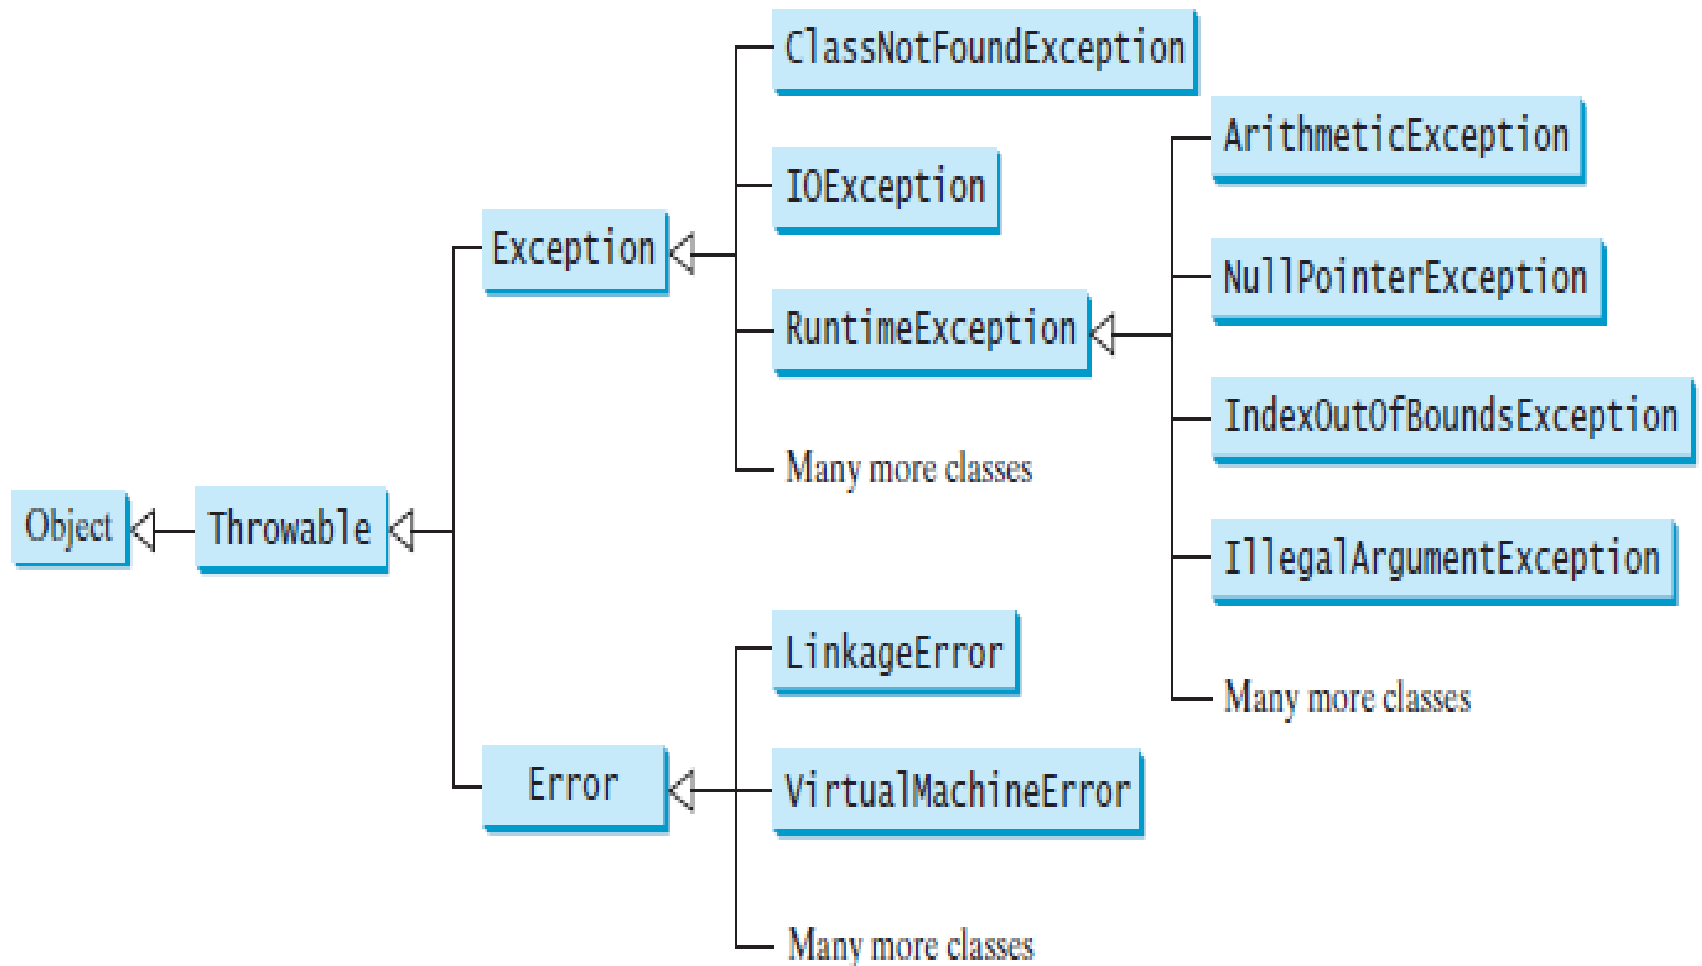 ClassNotFoundException
ArithmeticException
IOException
NullPointerException
Exception
RuntimeException
IndexOutOfBoundsException
Many more classes
Object
Throwable
IllegalArgumentException
LinkageError
Many more classes
Error
VirtualMachineError
Many more classes